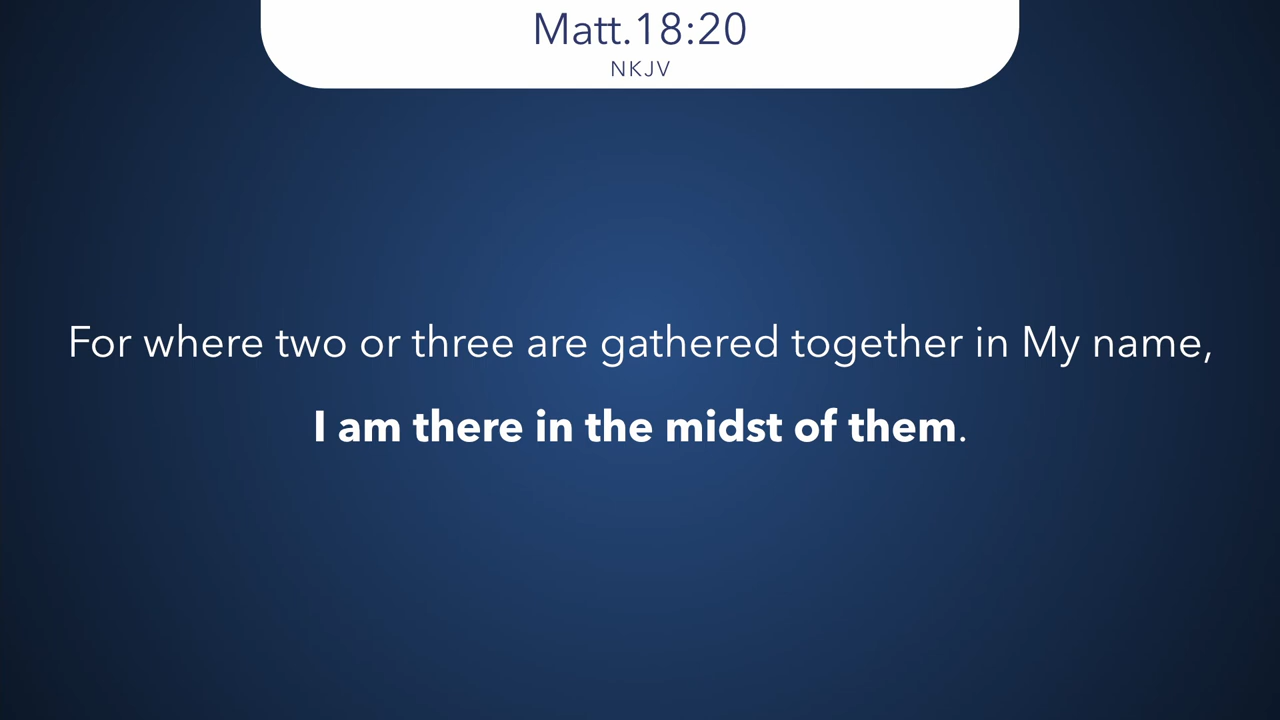 Matt.18:20
NKJV
For where two or three are gathered together in My name,
I am there in the midst of them.